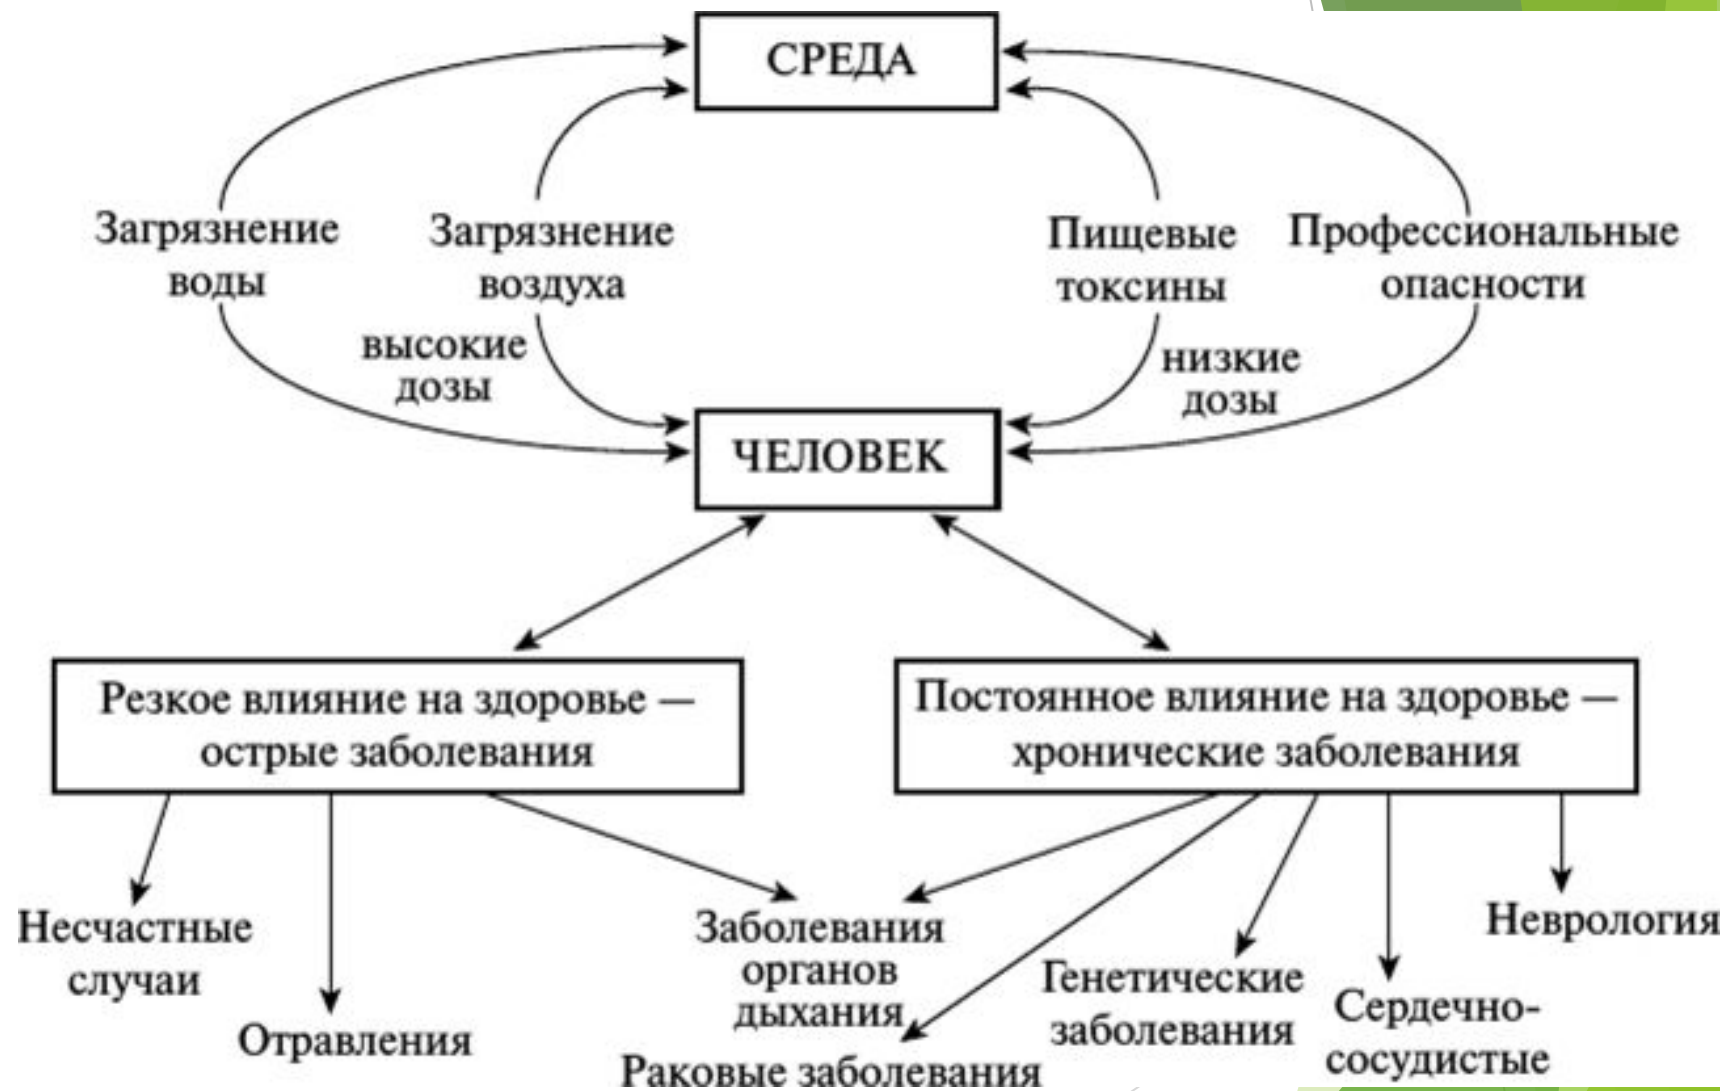 СРЕДА
Загрязнение
воды
Загрязнение
воздуха
Пищевые
токсины
Профессиональные
опасности
высокие
дозы
низкие
дозы
ЧЕЛОВЕК
Резкое влияние на здоровье —
острые заболевания
Постоянное влияние на здоровье —
хронические заболевания
Несчастные
случаи
Отравления
Заболевания
органов
дыхания
Раковые заболевания
Генетические
заболевания
Сердечно-
сосудистые
Неврология